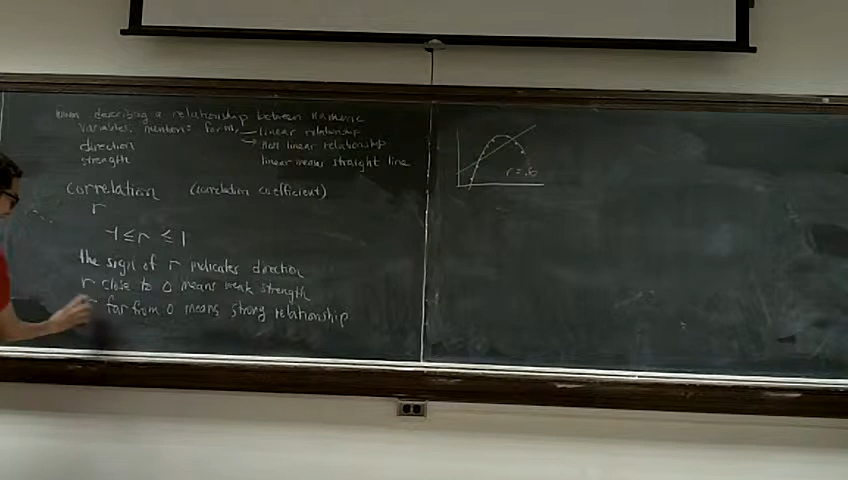 when describing a relationship between numeric
variables, mention: form, linear relationship
direction non linear relationship
strength linear means straight line
correlation (correlation coefficient)
r
-1 ≤ r ≤ 1
the sign of r indicates direction
r close to 0 means weak strength
r far from 0 means strong relationship
r =